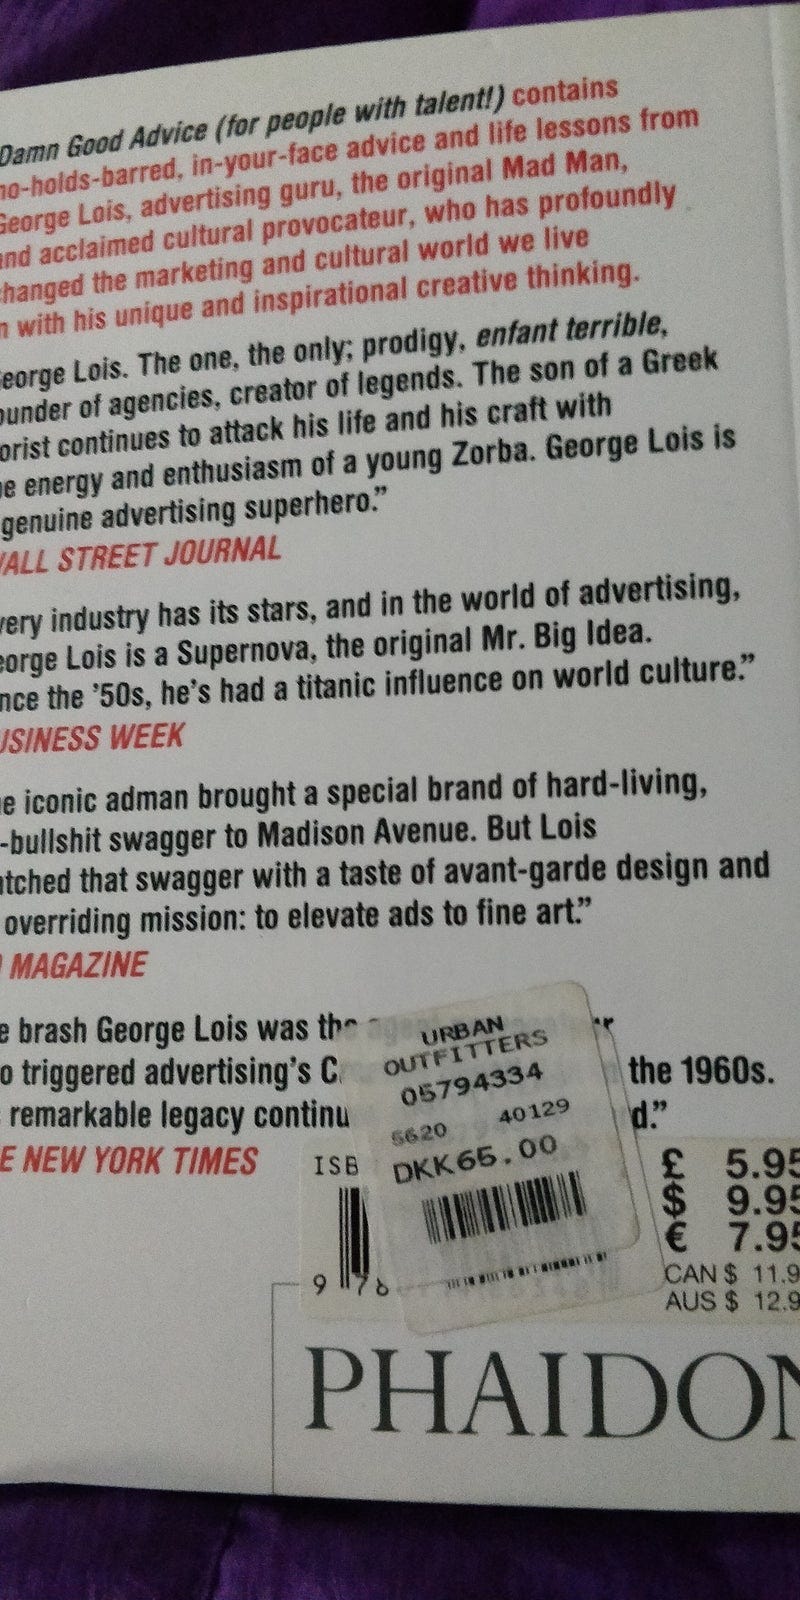 Damn Good Advice (for people with talent!) contains
no-holds-barred, in-your-face advice and life lessons from
George Lois, advertising guru, the original Mad Man,
and acclaimed cultural provocateur, who has profoundly
changed the marketing and cultural world we live
n with his unique and inspirational creative thinking.
eorge Lois. The one, the only; prodigy, enfant terrible,
ounder of agencies, creator of legends. The son of a Greek
orist continues to attack his life and his craft with
he energy and enthusiasm of a young Zorba. George Lois is
genuine advertising superhero.”
WALL STREET JOURNAL
very industry has its stars, and in the world of advertising,
eorge Lois is a Supernova, the original Mr. Big Idea.
nce the ’50s, he’s had a titanic influence on world culture.”
USINESS WEEK
e iconic adman brought a special brand of hard-living,
-bullshit swagger to Madison Avenue. But Lois
atched that swagger with a taste of avant-garde design and
overriding mission: to elevate ads to fine art.”
MAGAZINE
e brash George Lois was the
o triggered advertising’s C the 1960s.
remarkable legacy continu d.”
E NEW YORK TIMES
URBAN
OUTFITTERS
05794334
5620 40129
DKK65.00
ISB
9 78
£ 5.95
$ 9.95
€ 7.95
CAN $ 11.9
AUS $ 12.9
PHAIDON